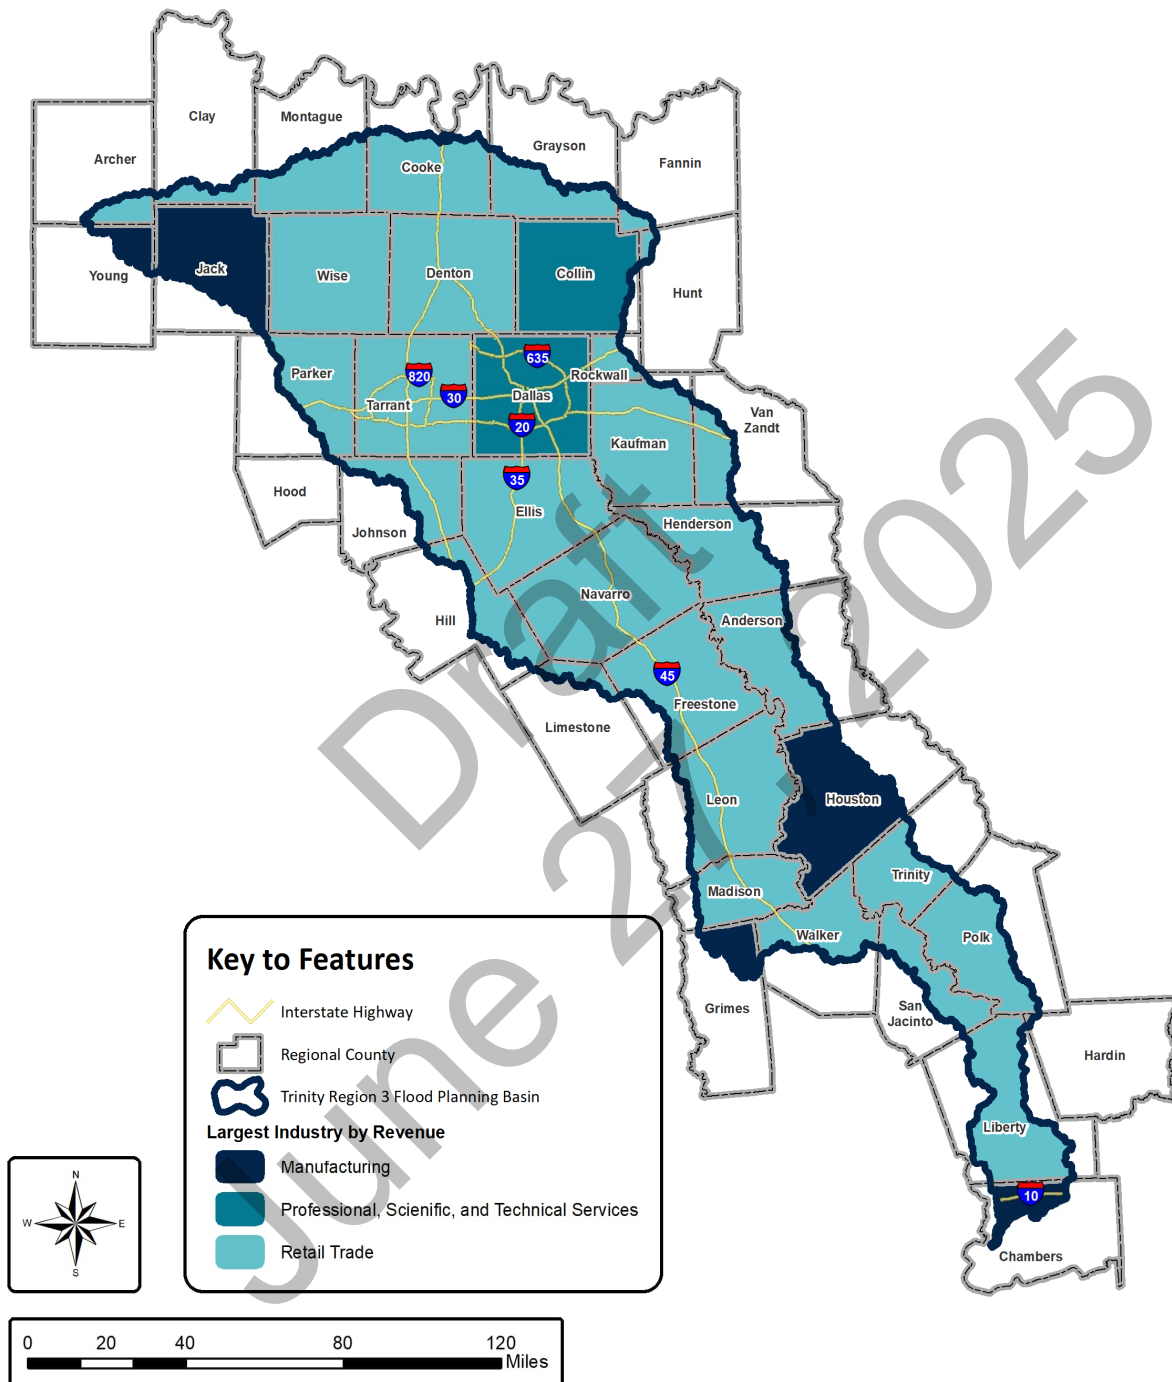 Clay
Montague
Archer
Grayson
Fannin
Cooke
Young
Jack
Wise
Denton
Collin
Hunt
635
820
30
Parker
Rockwall
Tarrant
Dallas
20
Van
Zandt
Kaufman
35
Hood
Ellis
Henderson
Johnson
Navarro
Hill
Anderson
45
Freestone
Limestone
Leon
Houston
Madison
Trinity
Walker
Polk
Grimes
San
Jacinto
Hardin
Liberty
10
Chambers
Draft
June 27, 2025
Key to Features
Interstate Highway
Regional County
Trinity Region 3 Flood Planning Basin
Largest Industry by Revenue
Manufacturing
Professional, Scienific, and Technical Services
Retail Trade
N
W
E
S
0 20 40 80 120
Miles